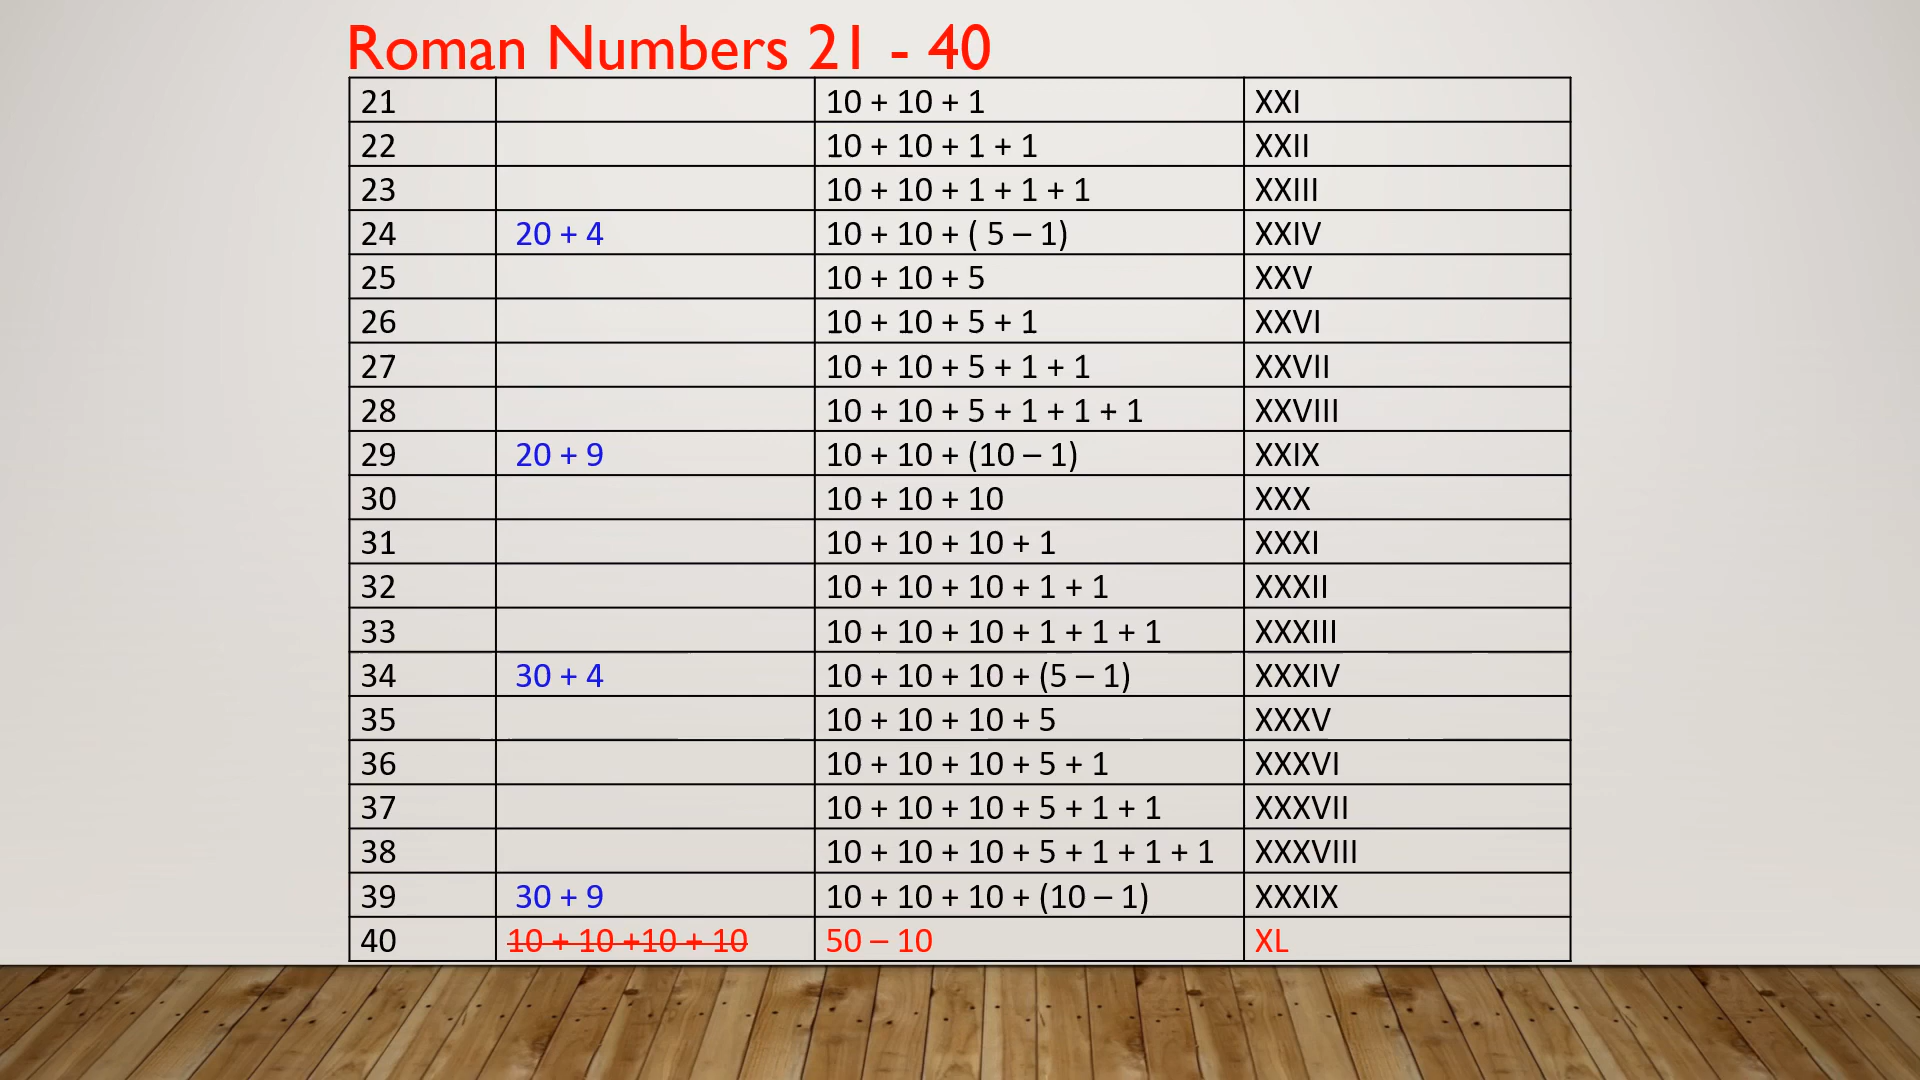 Roman Numbers 21 - 40
21 10 + 10 + 1 XXI
22 10 + 10 + 1 + 1 XXII
23 10 + 10 + 1 + 1 + 1 XXIII
24 20 + 4 10 + 10 + ( 5 – 1) XXIV
25 10 + 10 + 5 XXV
26 10 + 10 + 5 + 1 XXVI
27 10 + 10 + 5 + 1 + 1 XXVII
28 10 + 10 + 5 + 1 + 1 + 1 XXVIII
29 20 + 9 10 + 10 + (10 – 1) XXIX
30 10 + 10 + 10 XXX
31 10 + 10 + 10 + 1 XXXI
32 10 + 10 + 10 + 1 + 1 XXXII
33 10 + 10 + 10 + 1 + 1 + 1 XXXIII
34 30 + 4 10 + 10 + 10 + (5 – 1) XXXIV
35 10 + 10 + 10 + 5 XXXV
36 10 + 10 + 10 + 5 + 1 XXXVI
37 10 + 10 + 10 + 5 + 1 + 1 XXXVII
38 10 + 10 + 10 + 5 + 1 + 1 + 1 XXXVIII
39 30 + 9 10 + 10 + 10 + (10 – 1) XXXIX
40 10 + 10 +10 + 10 50 – 10 XL